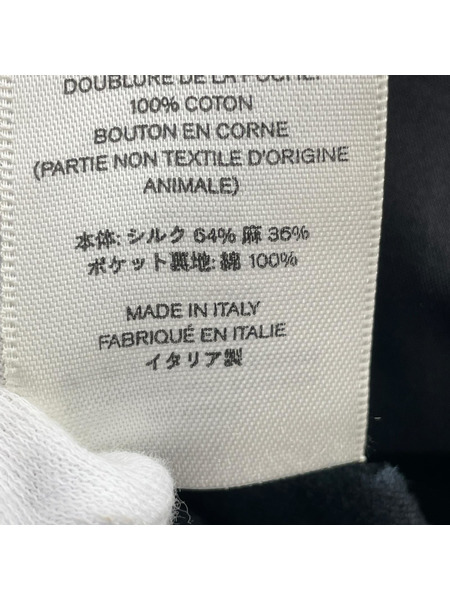 DOUBLURE DE LA POCHE:
100% COTON
BOUTON EN CORNE
(PARTIE NON TEXTILE D'ORIGINE
ANIMALE)
本体: シルク 64% 麻 36%
ポケット裏地: 綿 100%
MADE IN ITALY
FABRIQUÉ EN ITALIE
イタリア製